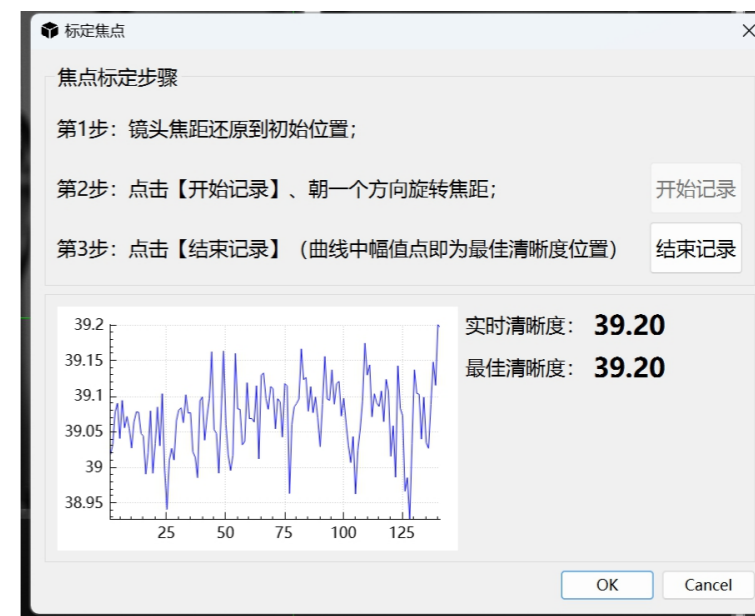 标定焦点
焦点标定步骤
第1步：镜头焦距还原到初始位置；
第2步：点击【开始记录】、朝一个方向旋转焦距；
开始记录
第3步：点击【结束记录】（曲线中幅值点即为最佳清晰度位置）
结束记录
39.2
39.15
39.1
39.05
39
38.95
25 50 75 100 125
实时清晰度： 39.20
最佳清晰度： 39.20
OK Cancel